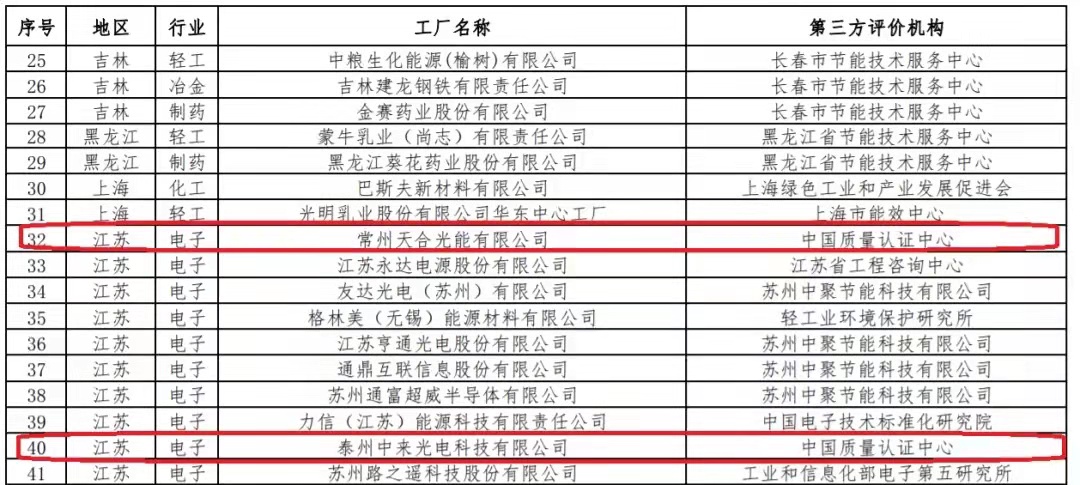 序号 地区 行业 工厂名称 第三方评价机构
25 吉林 轻工 中粮生化能源(榆树)有限公司 长春市节能技术服务中心
26 吉林 冶金 吉林建龙钢铁有限责任公司 长春市节能技术服务中心
27 吉林 制药 金赛药业股份有限公司 长春市节能技术服务中心
28 黑龙江 轻工 蒙牛乳业（尚志）有限责任公司 黑龙江省节能技术服务中心
29 黑龙江 制药 黑龙江葵花药业股份有限公司 黑龙江省节能技术服务中心
30 上海 化工 巴斯夫新材料有限公司 上海绿色工业和产业发展促进会
31 上海 轻工 光明乳业股份有限公司华东中心工厂 上海市能效中心
32 江苏 电子 常州天合光能有限公司 中国质量认证中心
33 江苏 电子 江苏永达电源股份有限公司 江苏省工程咨询中心
34 江苏 电子 友达光电（苏州）有限公司 苏州中聚节能科技有限公司
35 江苏 电子 格林美（无锡）能源材料有限公司 轻工业环境保护研究所
36 江苏 电子 江苏亨通光电股份有限公司 苏州中聚节能科技有限公司
37 江苏 电子 通鼎互联信息股份有限公司 苏州中聚节能科技有限公司
38 江苏 电子 苏州通富超威半导体有限公司 苏州中聚节能科技有限公司
39 江苏 电子 力信（江苏）能源科技有限责任公司 中国电子技术标准化研究院
40 江苏 电子 泰州中来光电科技有限公司 中国质量认证中心
41 江苏 电子 苏州路之遥科技股份有限公司 工业和信息化部电子第五研究所